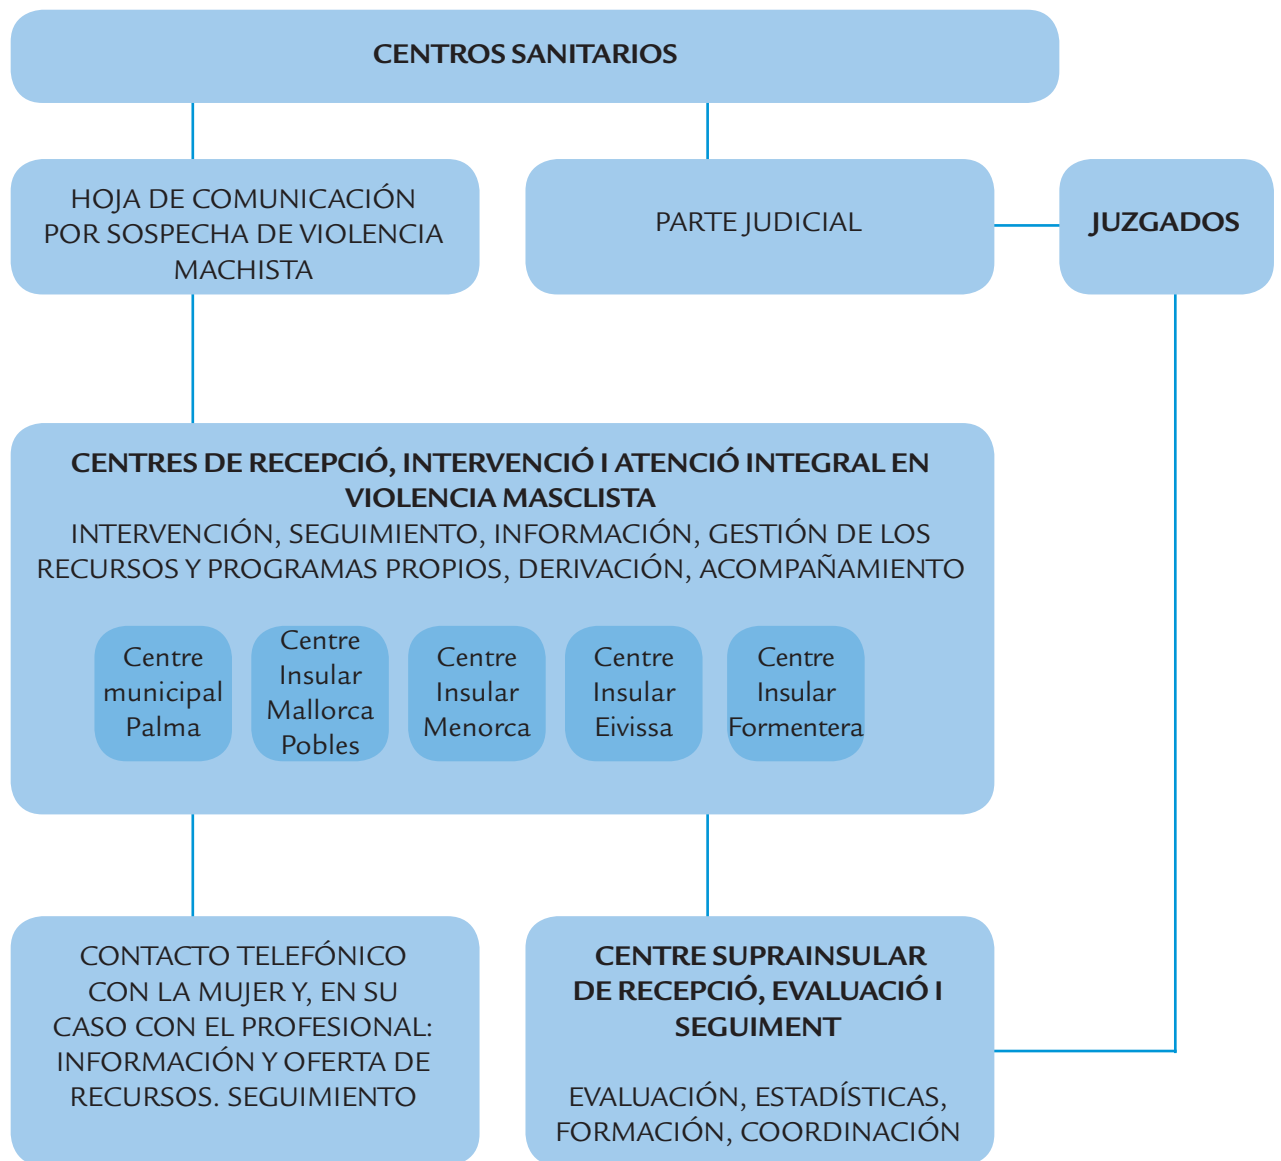 CENTROS SANITARIOS
HOJA DE COMUNICACIÓN
POR SOSPECHA DE VIOLENCIA
MACHISTA
PARTE JUDICIAL
JUZGADOS
CENTRES DE RECEPCIÓ, INTERVENCIÓ I ATENCIÓ INTEGRAL EN
VIOLENCIA MASCLISTA
INTERVENCIÓN, SEGUIMIENTO, INFORMACIÓN, GESTIÓN DE LOS
RECURSOS Y PROGRAMAS PROPIOS, DERIVACIÓN, ACOMPAÑAMIENTO
Centre
municipal
Palma
Centre
Insular
Mallorca
Pobles
Centre
Insular
Menorca
Centre
Insular
Eivissa
Centre
Insular
Formentera
CONTACTO TELEFÓNICO
CON LA MUJER Y, EN SU
CASO CON EL PROFESIONAL:
INFORMACIÓN Y OFERTA DE
RECURSOS. SEGUIMIENTO
CENTRE SUPRAINSULAR
DE RECEPCIÓ, EVALUACIÓ I
SEGUIMENT
EVALUACIÓN, ESTADÍSTICAS,
FORMACIÓN, COORDINACIÓN